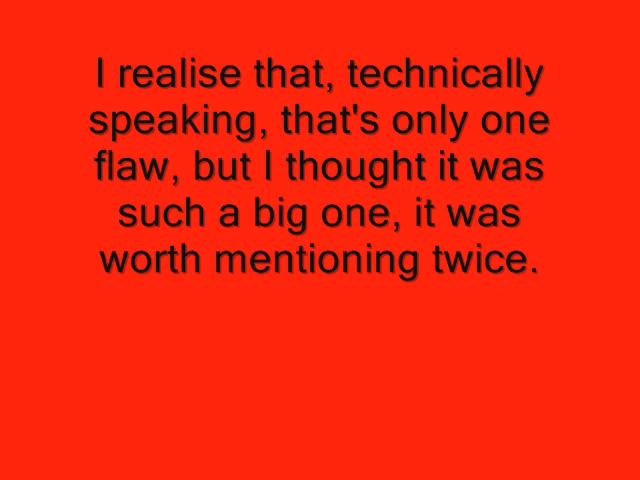 I realise that, technically
speaking, that's only one
flaw, but I thought it was
such a big one, it was
worth mentioning twice.